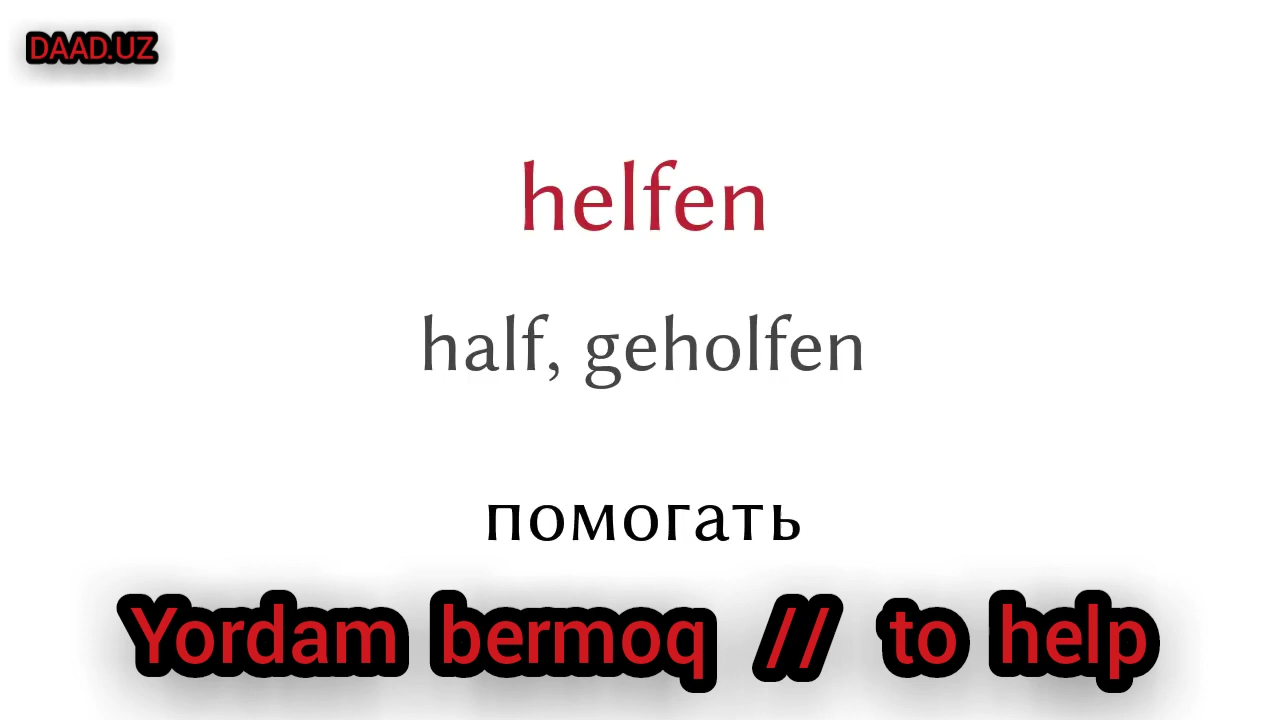 DAAD.UZ
helfen
half, geholfen
помогать
Yordam bermoq // to help